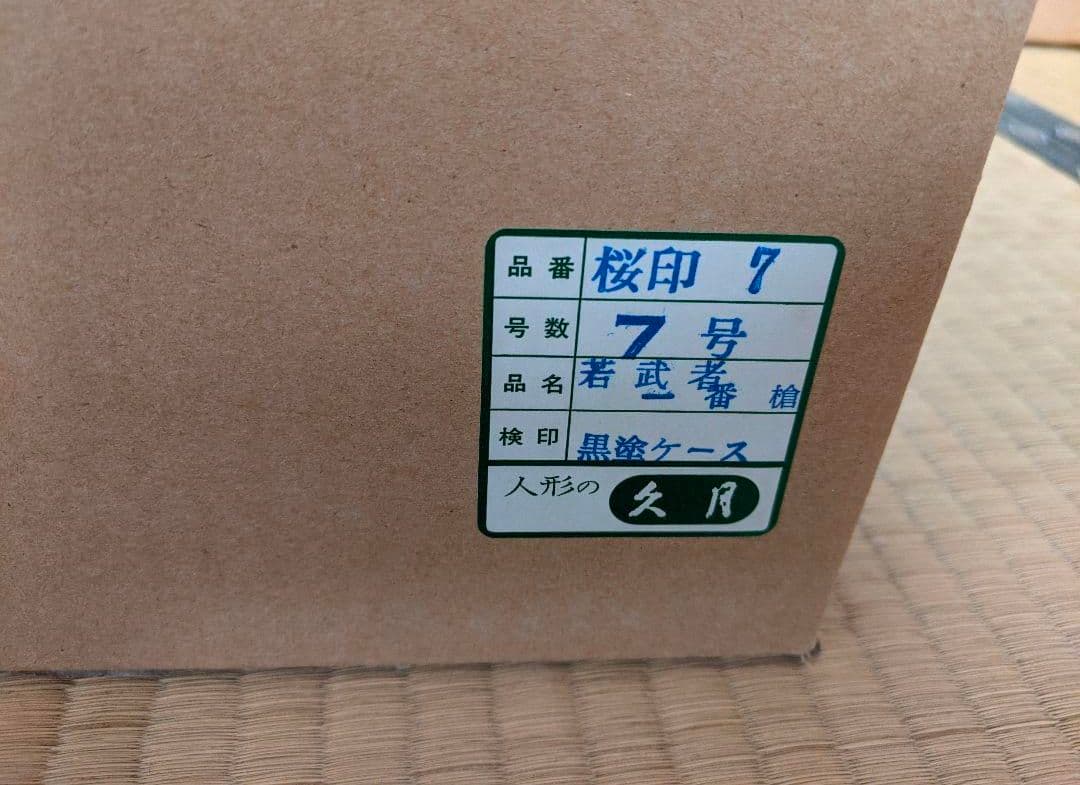 品番 桜印 7
号数 7号
品名 若武者
一番槍
検印 黒塗ケース
人形の久月